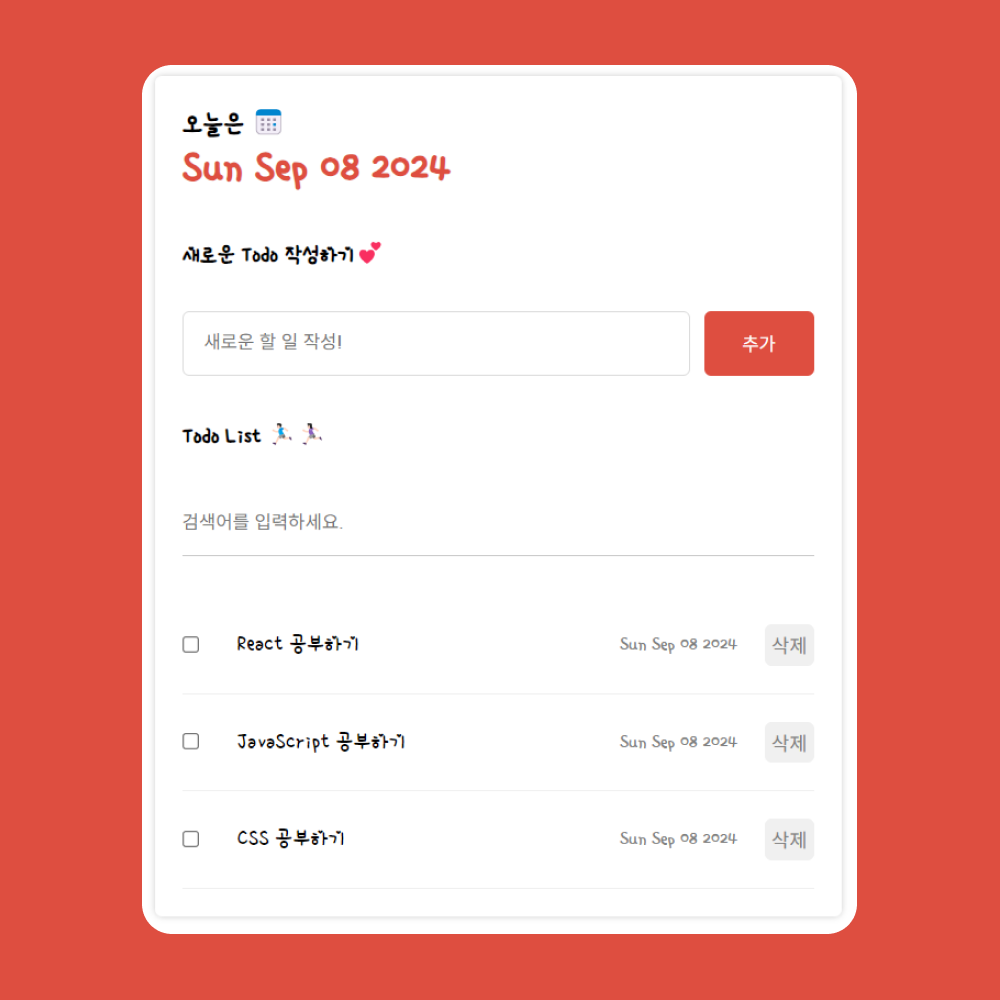 오늘은 📅
Sun Sep 08 2024
새로운 Todo 작성하기 💕
새로운 할 일 작성!
추가
Todo List 🏃🏻‍♂️ 🏃🏻‍♀️
검색어를 입력하세요.
React 공부하기 Sun Sep 08 2024 삭제
JavaScript 공부하기 Sun Sep 08 2024 삭제
CSS 공부하기 Sun Sep 08 2024 삭제